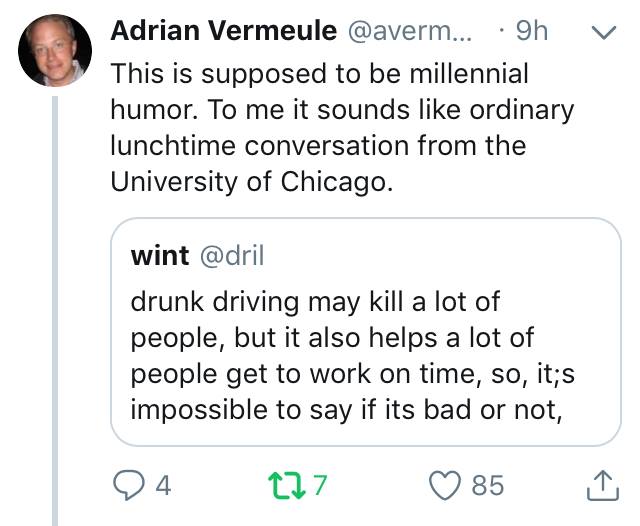 Adrian Vermeule @averm... · 9h
This is supposed to be millennial
humor. To me it sounds like ordinary
lunchtime conversation from the
University of Chicago.
wint @dril
drunk driving may kill a lot of
people, but it also helps a lot of
people get to work on time, so, it;s
impossible to say if its bad or not,
4 7 85